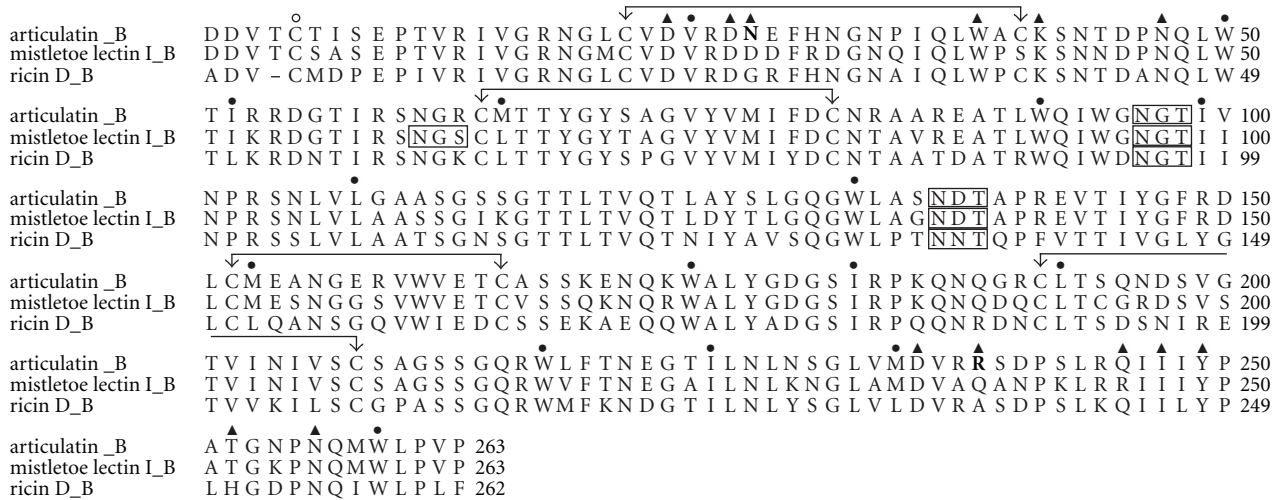 articulatin _B D D V T C T I S E P T V R I V G R N G L C V D V R D N E F H N G N P I Q L W A C K S N T D P N Q L W 50
mistletoe lectin I_B D D V T C S A S E P T V R I V G R N G M C V D V R D D D F R D G N Q I Q L W P S K S N N D P N Q L W 50
ricin D_B A D V – C M D P E P I V R I V G R N G L C V D V R D G R F H N G N A I Q L W P C K S N T D A N Q L W 49
articulatin _B T I R R D G T I R S N G R C M T T Y G Y S A G V Y V M I F D C N R A A R E A T L W Q I W G N G T I V 100
mistletoe lectin I_B T I K R D G T I R S N G S C L T T Y G Y T A G V Y V M I F D C N T A V R E A T L W Q I W G N G T I I 100
ricin D_B T L K R D N T I R S N G K C L T T Y G Y S P G V Y V M I Y D C N T A A T D A T R W Q I W D N G T I I 99
articulatin _B N P R S N L V L G A A S G S S G T T L T V Q T L A Y S L G Q G W L A S N D T A P R E V T I Y G F R D 150
mistletoe lectin I_B N P R S N L V L A A S S G I K G T T L T V Q T L D Y T L G Q G W L A G N D T A P R E V T I Y G F R D 150
ricin D_B N P R S S L V L A A T S G N S G T T L T V Q T N I Y A V S Q G W L P T N N T Q P F V T T I V G L Y G 149
articulatin _B L C M E A N G E R V W V E T C A S S K E N Q K W A L Y G D G S I R P K Q N Q G R C L T S Q N D S V G 200
mistletoe lectin I_B L C M E S N G G S V W V E T C V S S Q K N Q R W A L Y G D G S I R P K Q N Q D Q C L T C G R D S V S 200
ricin D_B L C L Q A N S G Q V W I E D C S S E K A E Q Q W A L Y A D G S I R P Q Q N R D N C L T S D S N I R E 199
articulatin _B T V I N I V S C S A G S S G Q R W L F T N E G T I L N L N S G L V M D V R R S D P S L R Q I I I Y P 250
mistletoe lectin I_B T V I N I V S C S A G S S G Q R W V F T N E G A I L N L K N G L A M D V A Q A N P K L R R I I I Y P 250
ricin D_B T V V K I L S C G P A S S G Q R W M F K N D G T I L N L Y S G L V L D V R A S D P S L K Q I I L Y P 249
articulatin _B A T G N P N Q M W L P V P 263
mistletoe lectin I_B A T G K P N Q M W L P V P 263
ricin D_B L H G D P N Q I W L P L F 262